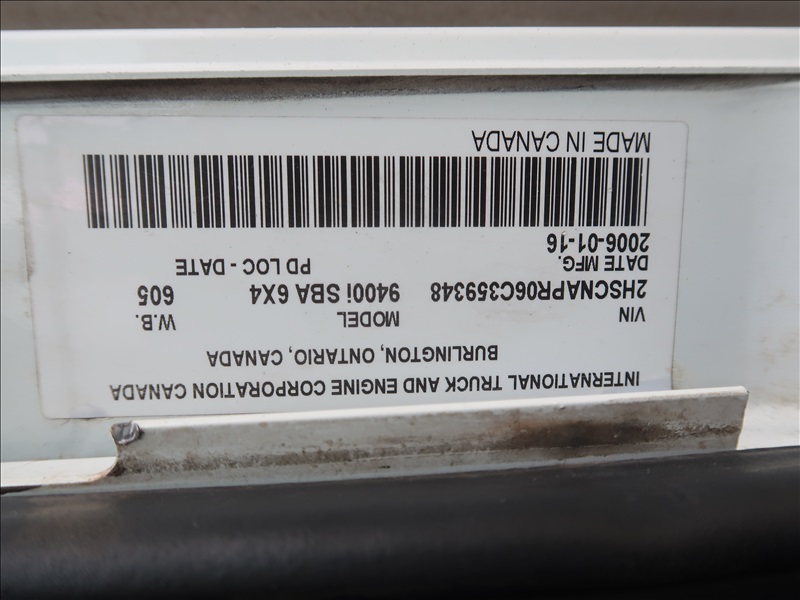 INTERNATIONAL TRUCK AND ENGINE CORPORATION CANADA
BURLINGTON, ONTARIO, CANADA
VIN MODEL W.B.
2HSCNAPR06C359348 9400i SBA 6X4 605
DATE MFG. PD LOC - DATE
2006-01-16
MADE IN CANADA